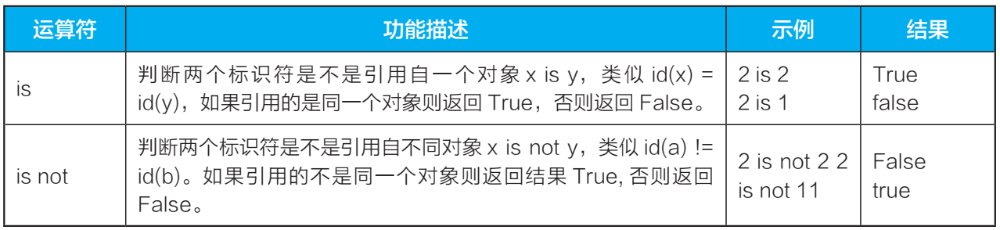 运算符 功能描述 示例 结果
is
判断两个标识符是不是引用自一个对象 x is y，类似 id(x) =
id(y)，如果引用的是同一个对象则返回 True，否则返回 False。
2 is 2
2 is 1
True
false
is not
判断两个标识符是不是引用自不同对象 x is not y，类似 id(a) !=
id(b)。如果引用的不是同一个对象则返回结果 True, 否则返回
False。
2 is not 2 2
is not 11
False
true